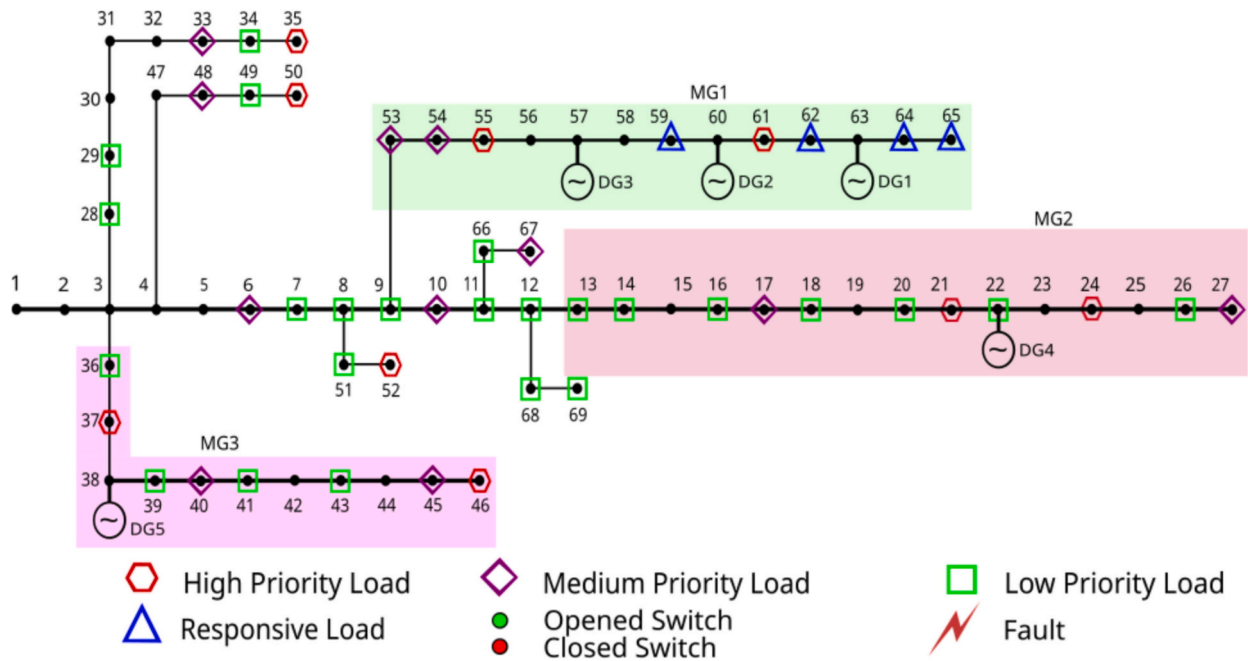 31 32 33 34 35
47 48 49 50
30
MG1
53 54 55 56 57 58 59 60 61 62 63 64 65
29
DG3 DG2 DG1
28
66 67
MG2
1 2 3 4 5 6 7 8 9 10 11 12 13 14 15 16 17 18 19 20 21 22 23 24 25 26 27
DG4
36
51 52
68 69
37
MG3
38
39 40 41 42 43 44 45 46
DG5
High Priority Load
Medium Priority Load
Low Priority Load
Responsive Load
Opened Switch
Closed Switch
Fault